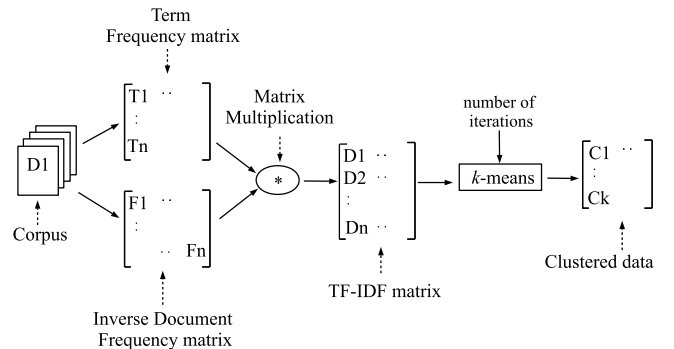 Term
Frequency matrix
T1 ··
:
Tn
D1
Corpus
F1 ··
:
·· Fn
Inverse Document
Frequency matrix
Matrix
Multiplication
*
D1 ··
D2 ··
:
Dn ··
TF-IDF matrix
number of
iterations
k-means
C1 ··
:
Ck
Clustered data